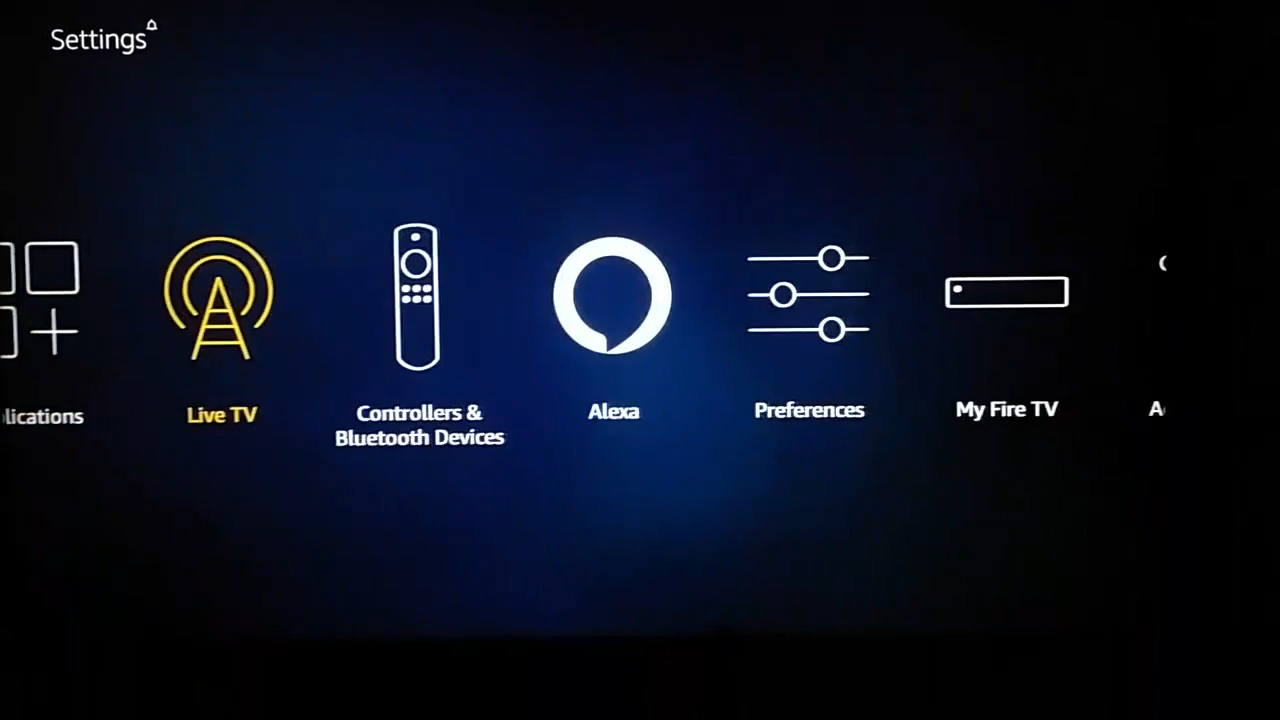 Settings
lications
Live TV
Controllers &
Bluetooth Devices
Alexa
Preferences
My Fire TV
A